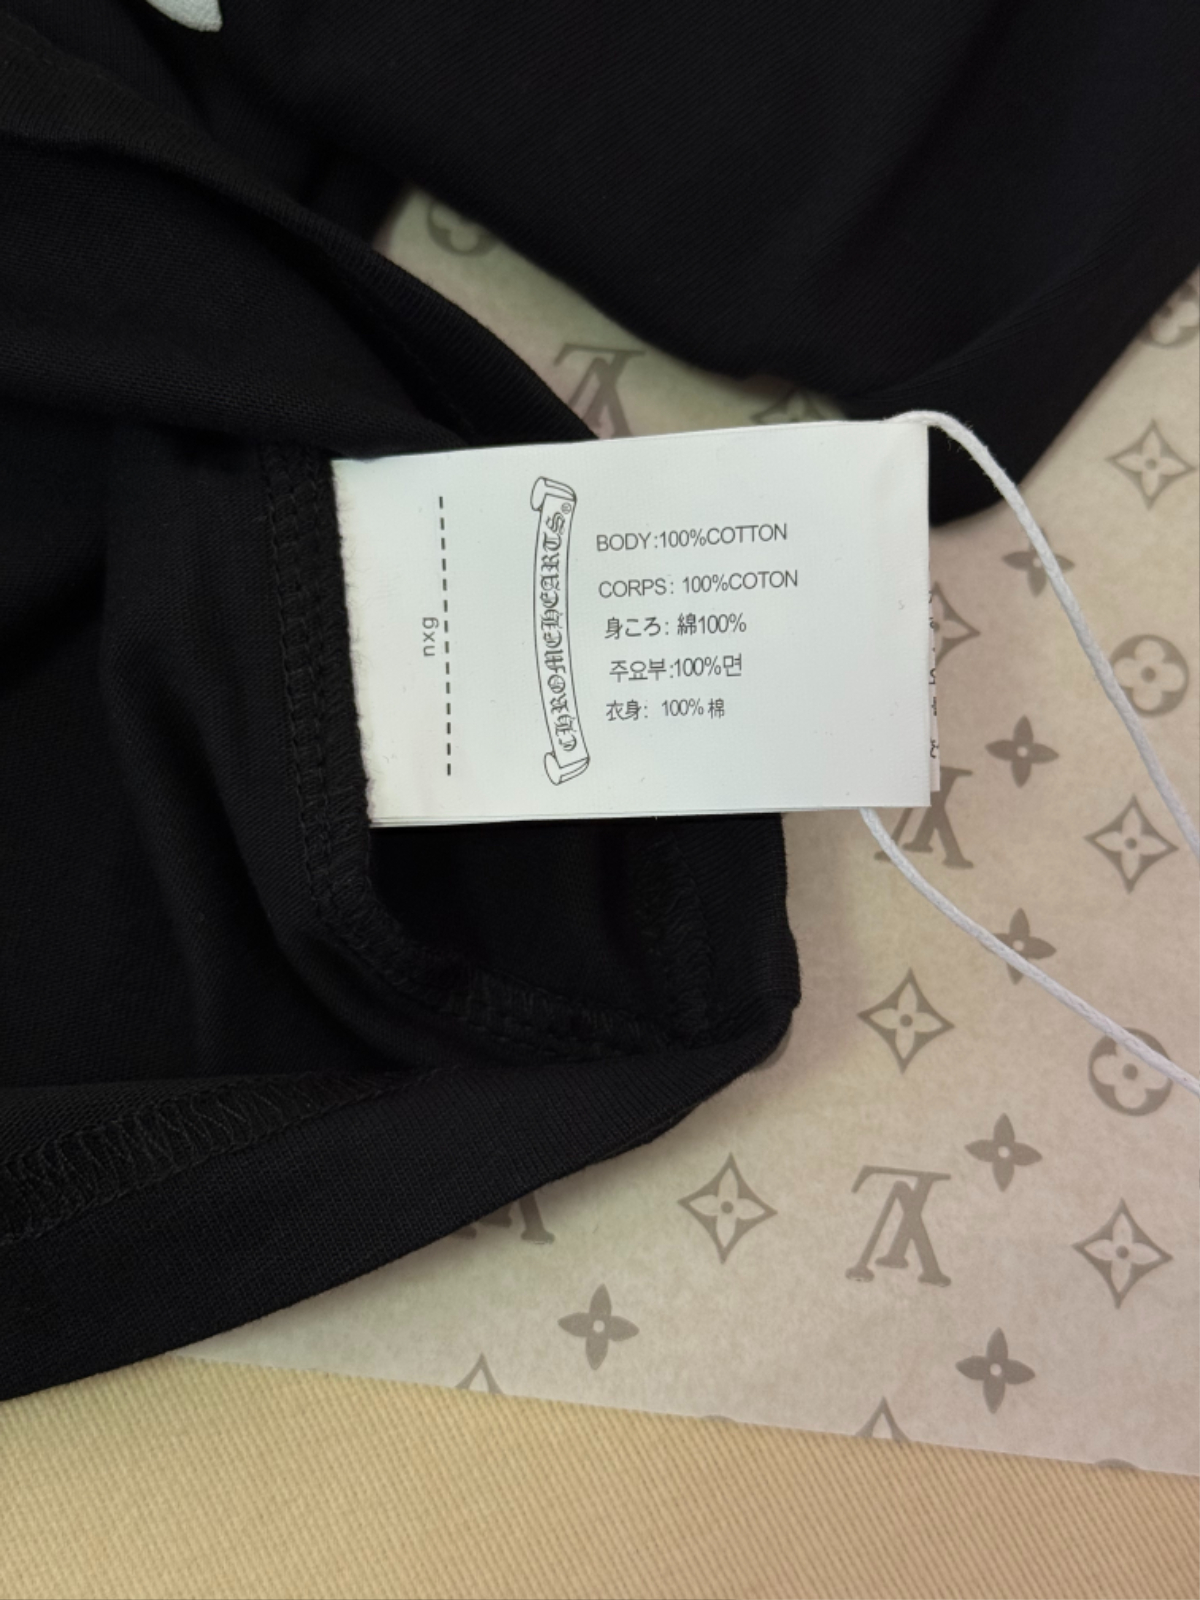 nxg
CHROME HEARTS®
BODY:100%COTTON
CORPS: 100%COTON
身ころ: 綿100%
주요부:100%면
衣身: 100% 棉